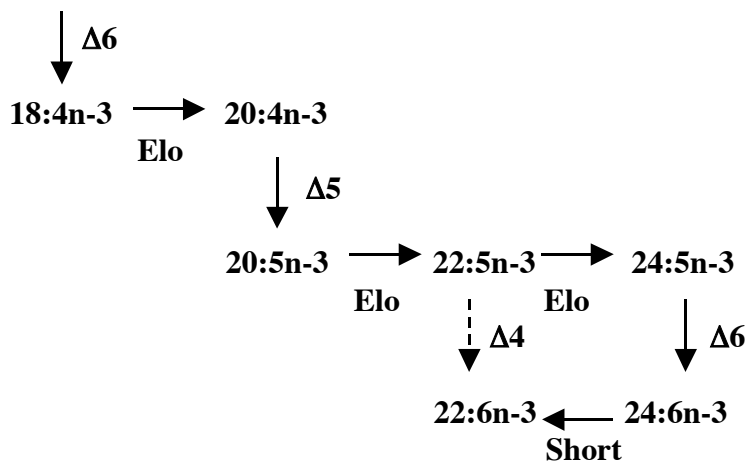 Δ6
18:4n-3 20:4n-3
Elo
Δ5
20:5n-3 22:5n-3 24:5n-3
Elo Elo
Δ4 Δ6
22:6n-3 24:6n-3
Short